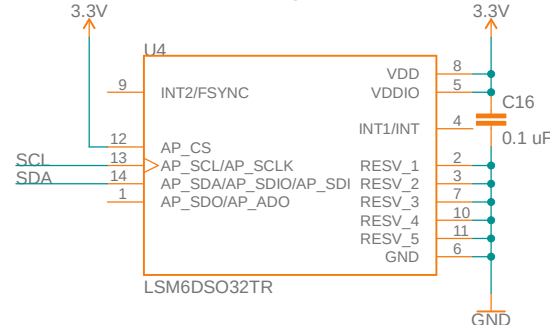 3.3V
3.3V
U4
9 INT2/FSYNC
VDD 8
VDDIO 5
C16
0.1 uF
INT1/INT 4
12 AP_CS
SCL 13 AP_SCL/AP_SCLK
RESV_1 2
SDA 14 AP_SDA/AP_SDIO/AP_SDI
RESV_2 3
1 AP_SDO/AP_ADO
RESV_3 7
RESV_4 10
RESV_5 11
GND 6
LSM6DSO32TR
GND